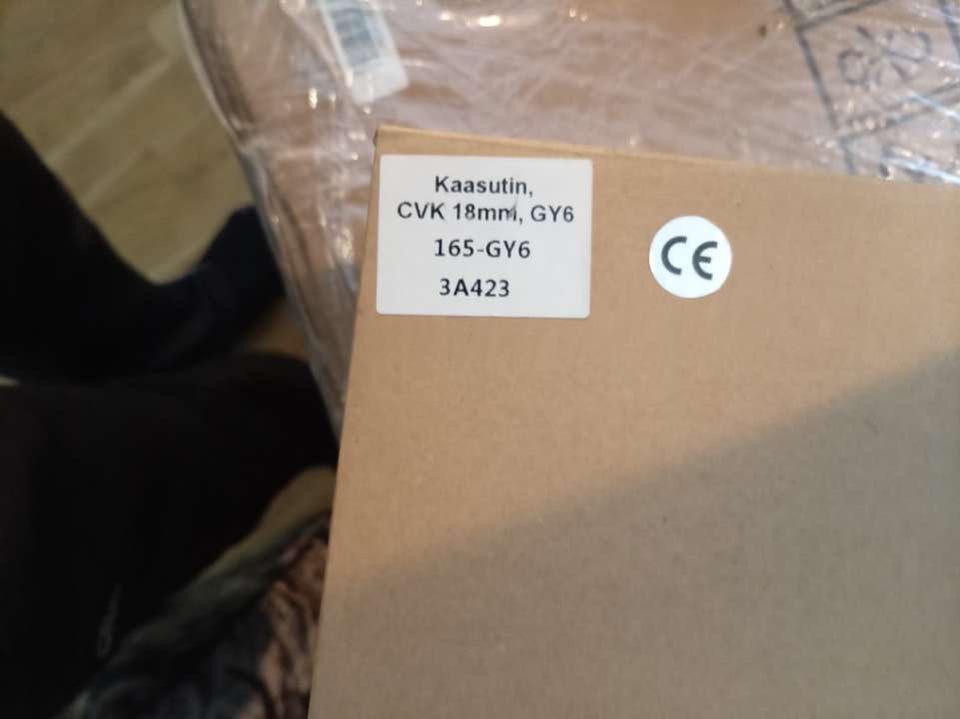 Kaasutin,
CVK 18mm, GY6
165-GY6
3A423
CE